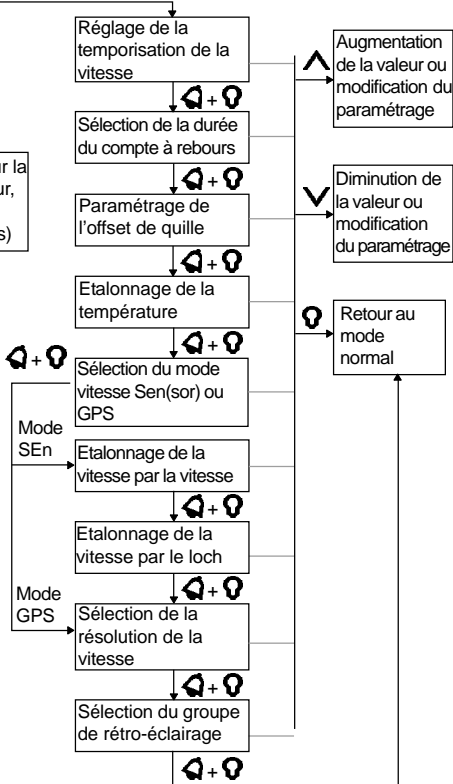 Réglage de la
temporisation de la
vitesse
+
Sélection de la durée
du compte à rebours
+
Paramétrage de
l'offset de quille
+
Etalonnage de la
température
+
Sélection du mode
vitesse Sen(sor) ou
GPS
+
Mode
SEn
Etalonnage de la
vitesse par la vitesse
+
Etalonnage de la
vitesse par le loch
+
Mode
GPS
Sélection de la
résolution de la
vitesse
+
Sélection du groupe
de rétro-éclairage
+
Augmentation
de la valeur ou
modification du
paramétrage
Diminution de
la valeur ou
modification
du paramétrage
Retour au
mode
normal
r la
ur,
s)